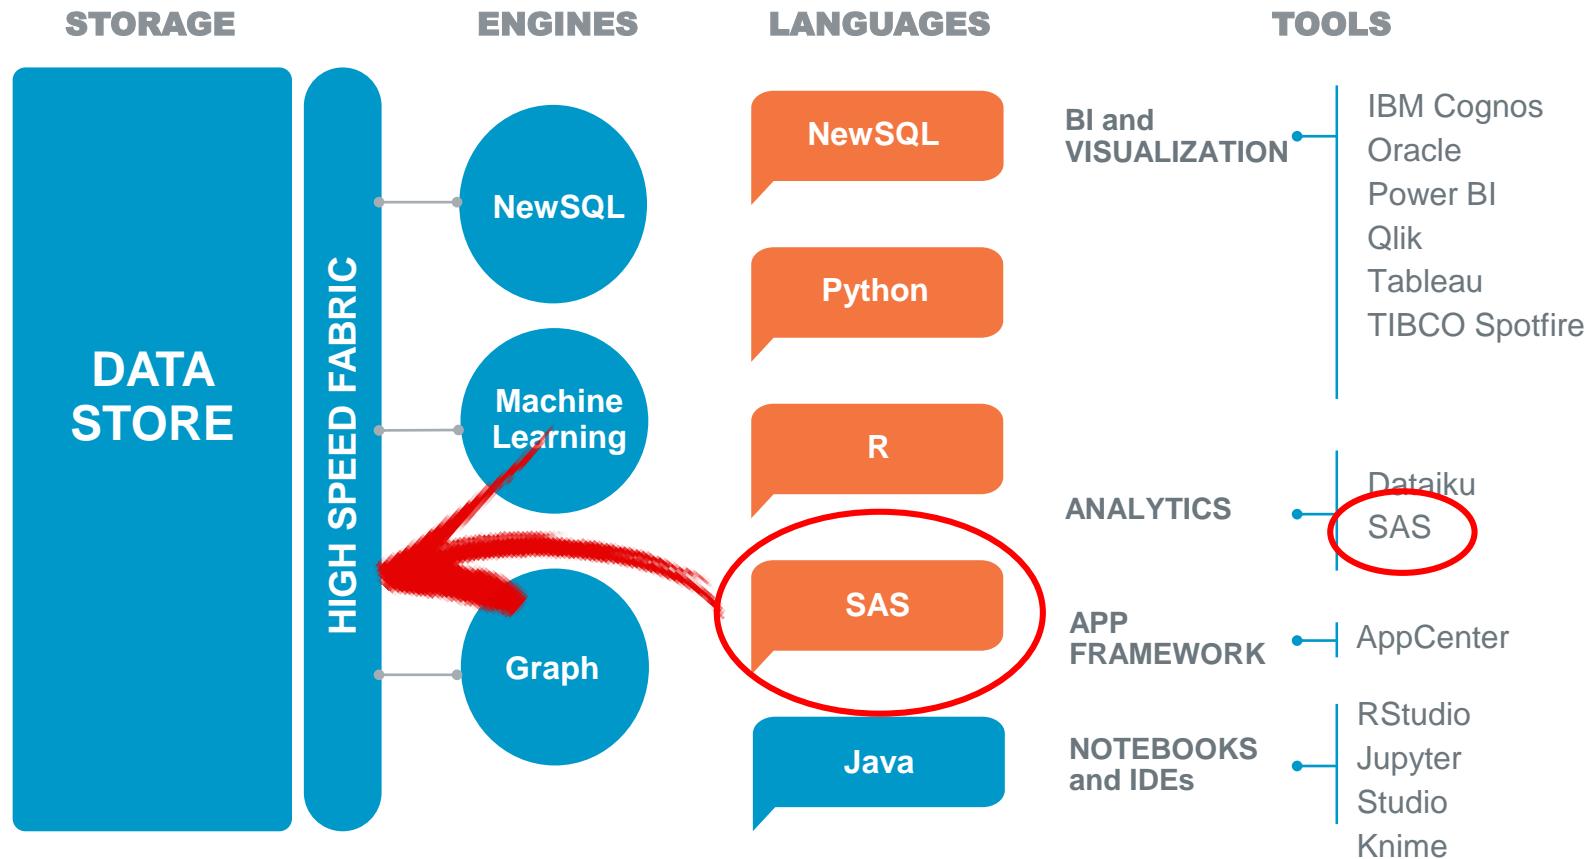 STORAGE
ENGINES
LANGUAGES
TOOLS
DATA
STORE
HIGH SPEED FABRIC
NewSQL
Machine
Learning
Graph
NewSQL
Python
R
SAS
Java
BI and
VISUALIZATION
IBM Cognos
Oracle
Power BI
Qlik
Tableau
TIBCO Spotfire
ANALYTICS
Dataiku
SAS
APP
FRAMEWORK
AppCenter
NOTEBOOKS
and IDEs
RStudio
Jupyter
Studio
Knime